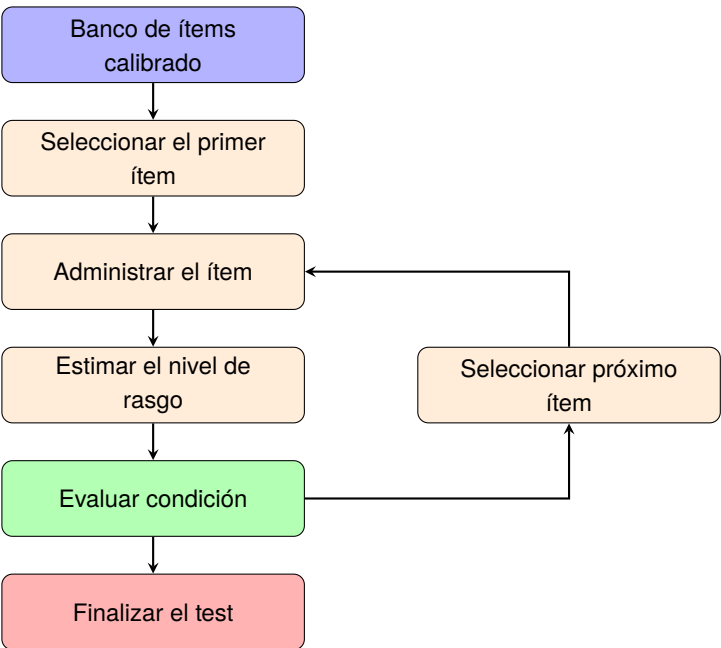 Banco de ítems
calibrado
Seleccionar el primer
ítem
Administrar el ítem
Estimar el nivel de
rasgo
Seleccionar próximo
ítem
Evaluar condición
Finalizar el test